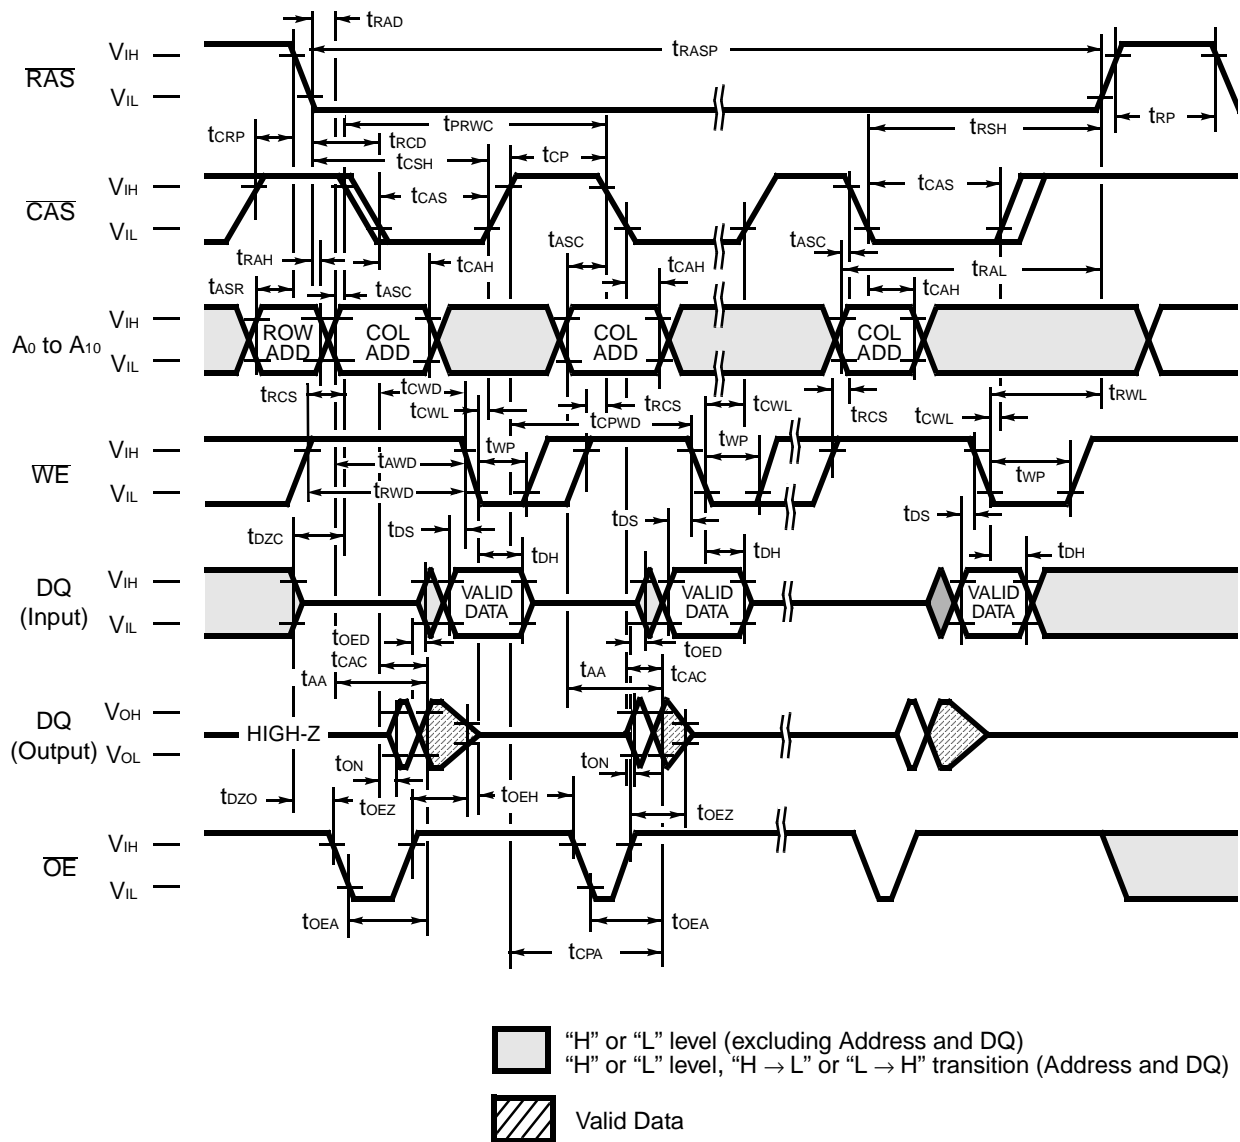 tRAD
VIH
RAS
VIL
tRASP
tCRP
tRCD
tPRWC
tCSH
tCP
tRSH
tRP
VIH
CAS
VIL
tCAS
tCAS
tRAH
tASR
tASC
tCAH
tASC
tCAH
tASC
tRAL
tCAH
VIH
A0 to A10
VIL
ROW
ADD
COL
ADD
COL
ADD
COL
ADD
tRCS
tCWD
tCWL
tRCS
tCPWD
tCWL
tRCS
tCWL
tRWL
VIH
WE
VIL
tAWD
tRWD
tWP
tWP
tWP
tDZC
tDS
tDH
tDS
tDH
tDS
tDH
DQ
(Input)
VIH
VIL
VALID
DATA
VALID
DATA
VALID
DATA
tOED
tCAC
tAA
tOED
tCAC
tAA
DQ
(Output)
VOH
VOL
HIGH-Z
tON
tON
tDZO
tOEZ
tOEH
tOEZ
VIH
OE
VIL
tOEA
tOEA
tCPA
“H” or “L” level (excluding Address and DQ)
“H” or “L” level, “H → L” or “L → H” transition (Address and DQ)
Valid Data